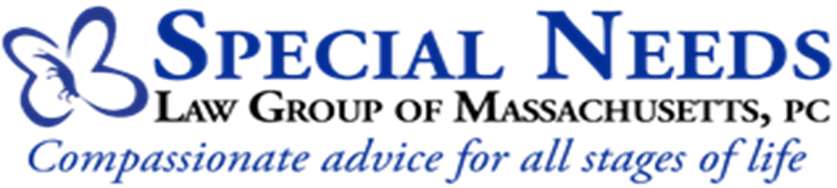 SPECIAL NEEDS
LAW GROUP OF MASSACHUSETTS, PC
Compassionate advice for all stages of life